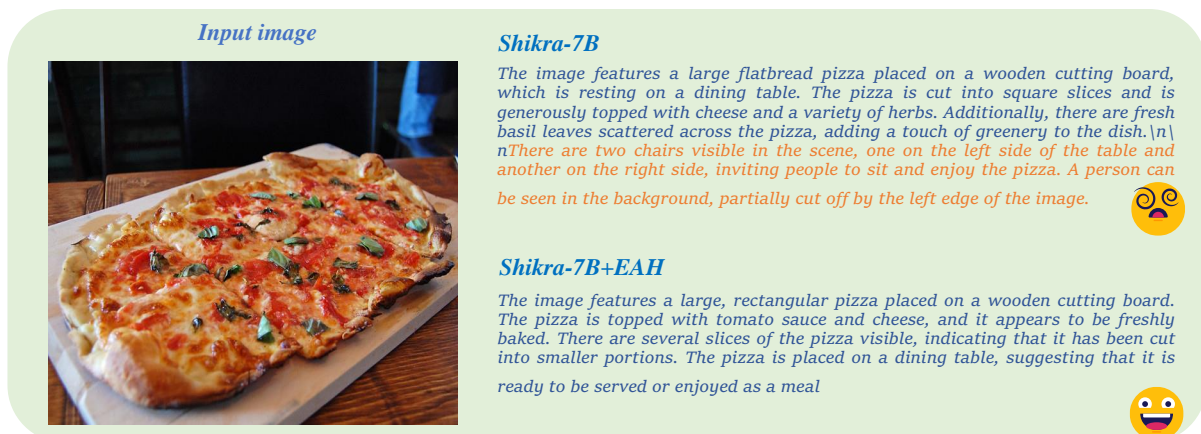 Input image
Shikra-7B
The image features a large flatbread pizza placed on a wooden cutting board,
which is resting on a dining table. The pizza is cut into square slices and is
generously topped with cheese and a variety of herbs. Additionally, there are fresh
basil leaves scattered across the pizza, adding a touch of greenery to the dish.\n\
nThere are two chairs visible in the scene, one on the left side of the table and
another on the right side, inviting people to sit and enjoy the pizza. A person can
be seen in the background, partially cut off by the left edge of the image.
Shikra-7B+EAH
The image features a large, rectangular pizza placed on a wooden cutting board.
The pizza is topped with tomato sauce and cheese, and it appears to be freshly
baked. There are several slices of the pizza visible, indicating that it has been cut
into smaller portions. The pizza is placed on a dining table, suggesting that it is
ready to be served or enjoyed as a meal